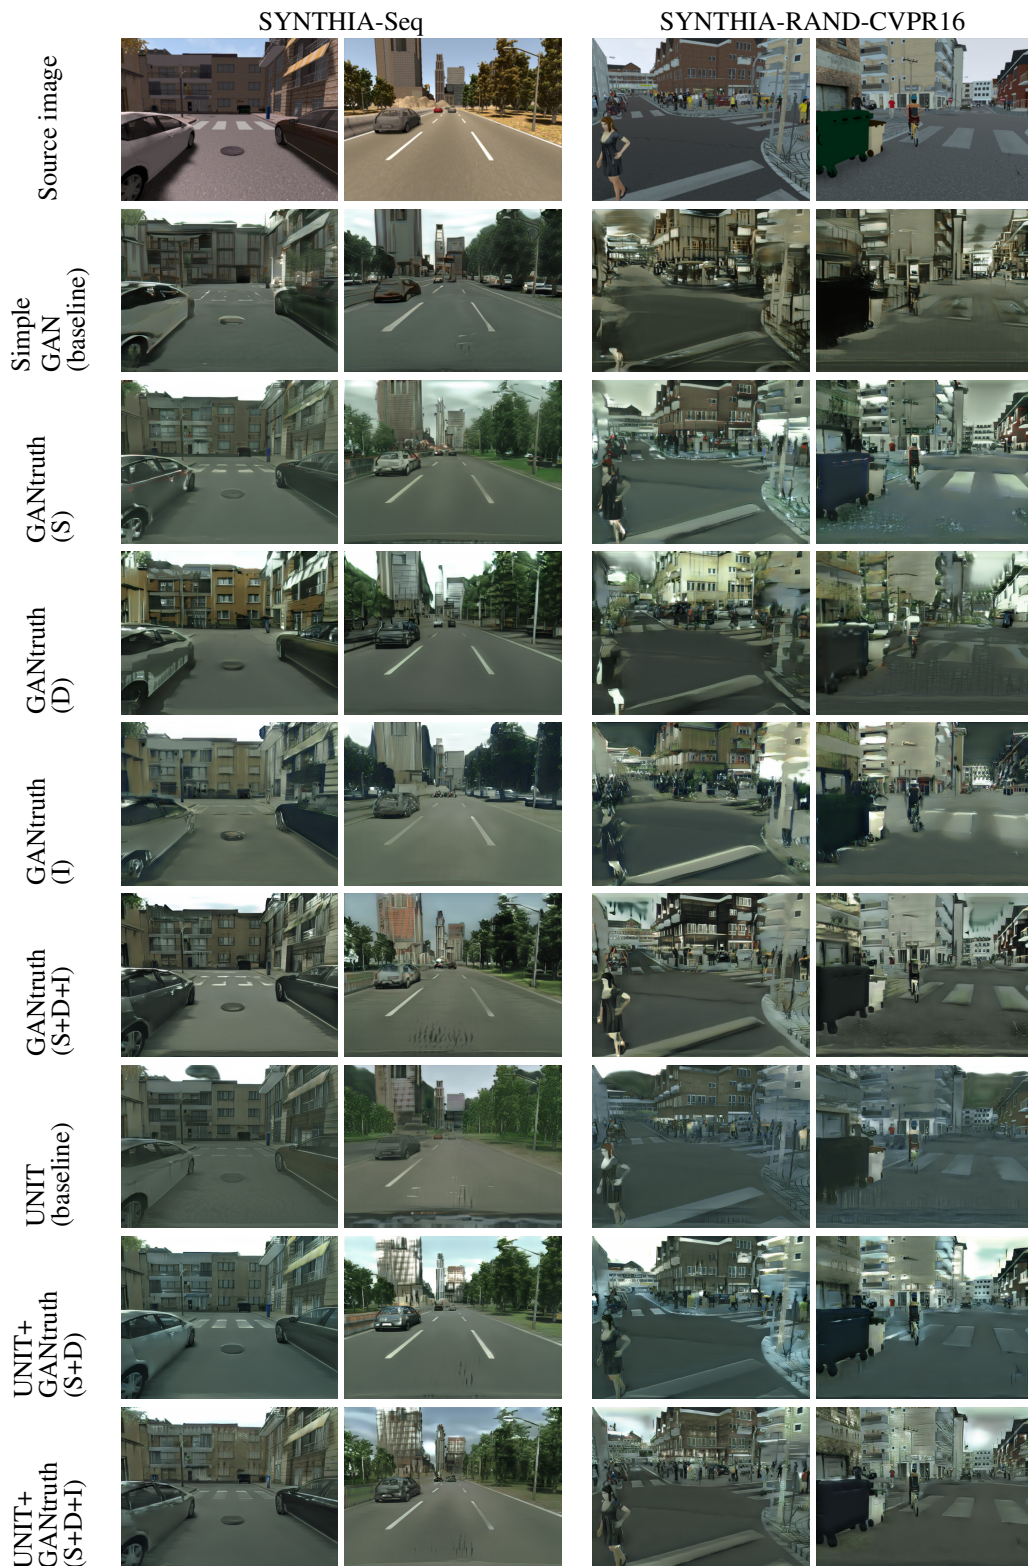 SYNTHIA-Seq
SYNTHIA-RAND-CVPR16
Source image
Simple
GAN
(baseline)
GANtruth
(S)
GANtruth
(D)
GANtruth
(I)
GANtruth
(S+D+I)
UNIT
(baseline)
UNIT+
GANtruth
(S+D)
UNIT+
GANtruth
(S+D+I)